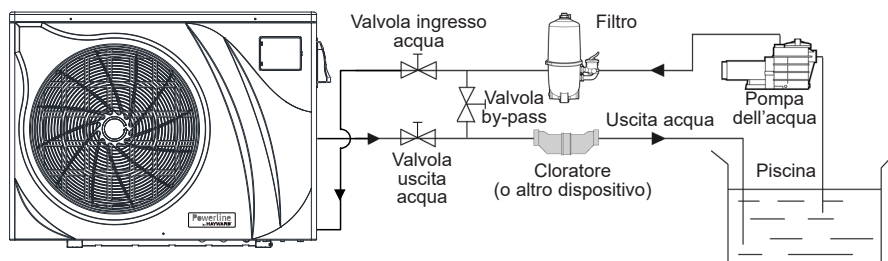 Valvola ingresso
acqua
Filtro
Valvola
by-pass
Pompa
dell'acqua
Uscita acqua
Valvola
uscita
acqua
Cloratore
(o altro dispositivo)
Piscina
Powerline
by HAYWARD